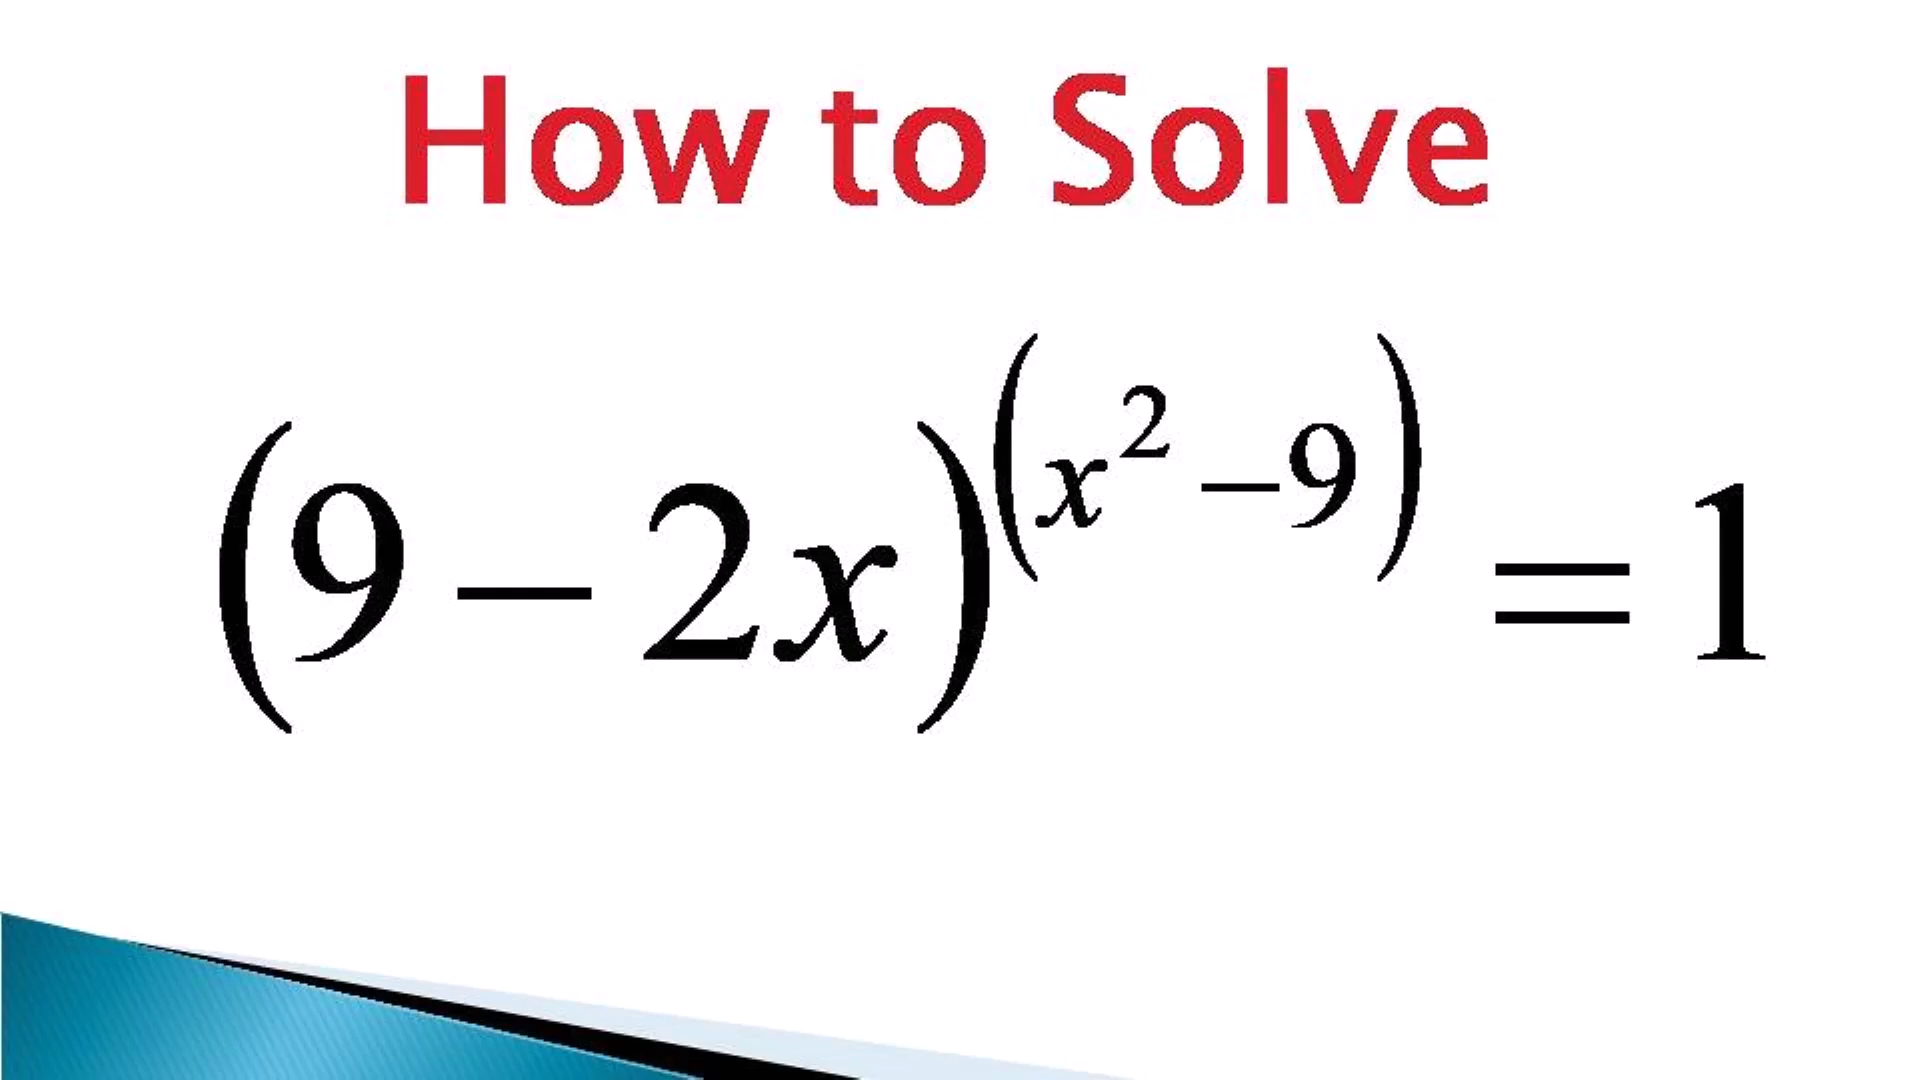 How to Solve
(9 − 2x)^(x² − 9) = 1